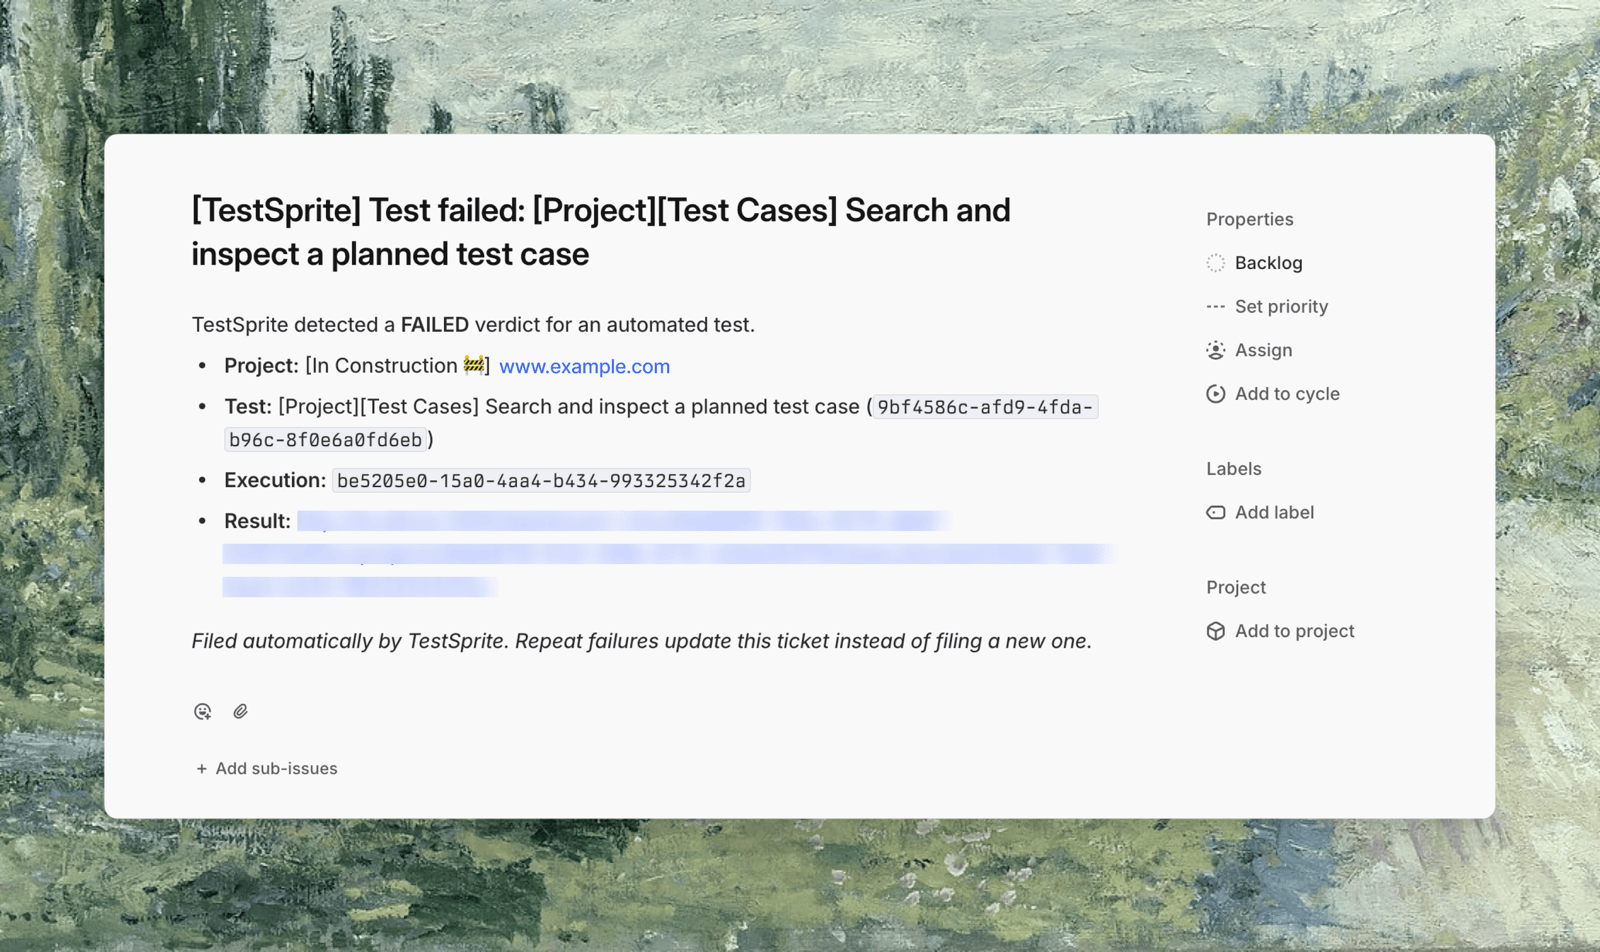 [TestSprite] Test failed: [Project][Test Cases] Search and
inspect a planned test case
TestSprite detected a FAILED verdict for an automated test.
• Project: [In Construction 🚧] www.example.com
• Test: [Project][Test Cases] Search and inspect a planned test case (9bf4586c-afd9-4fda-
b96c-8f0e6a0fd6eb)
• Execution: be5205e0-15a0-4aa4-b434-993325342f2a
• Result:
Filed automatically by TestSprite. Repeat failures update this ticket instead of filing a new one.
+ Add sub-issues
Properties
Backlog
Set priority
Assign
Add to cycle
Labels
Add label
Project
Add to project